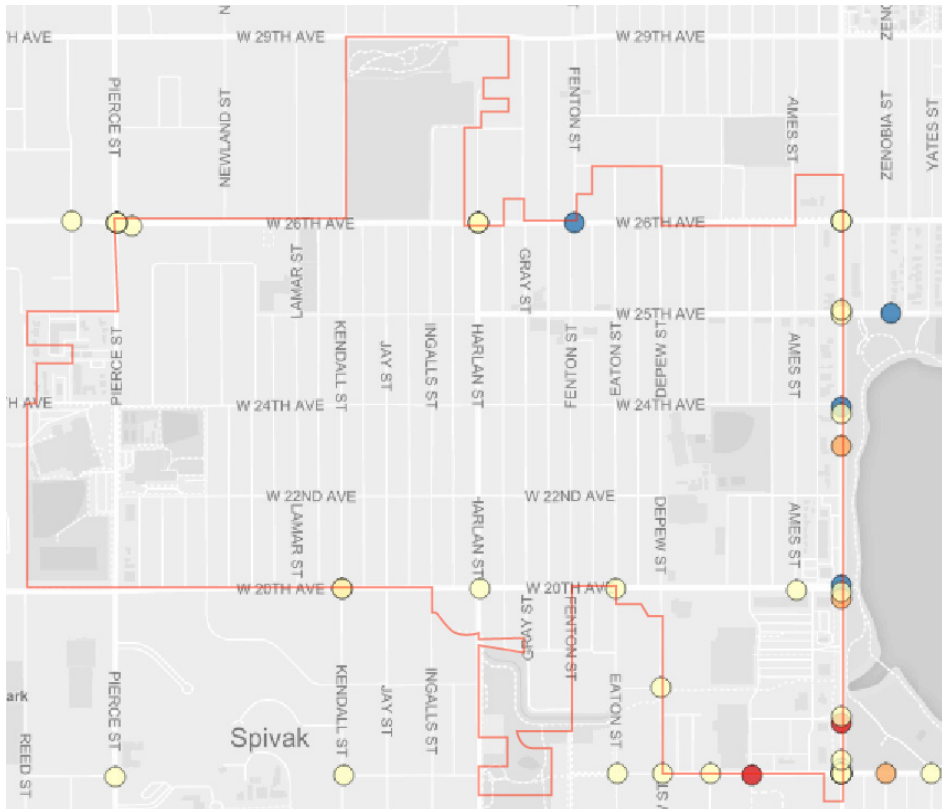 N
ZENO
TH AVE
W 29TH AVE
W 29TH AVE
PIERCE ST
NEWLAND ST
FENTON ST
AMES ST
ZENOBIA ST
YATES ST
W 26TH AVE
W 26TH AVE
LAMAR ST
GRAY ST
W 25TH AVE
PIERCE ST
KENDALL ST
JAY ST
INGALLS ST
HARLAN ST
FENTON ST
EATON ST
DEPEW ST
AMES ST
TH AVE
W 24TH AVE
W 24TH AVE
W 22ND AVE
W 22ND AVE
LAMAR ST
HARLAN ST
DEPEW ST
AMES ST
W 20TH AVE
W 20TH AVE
GRAY ST
FENTON ST
ark
PIERCE ST
KENDALL ST
JAY ST
INGALLS ST
EATON ST
REED ST
Spivak
ST